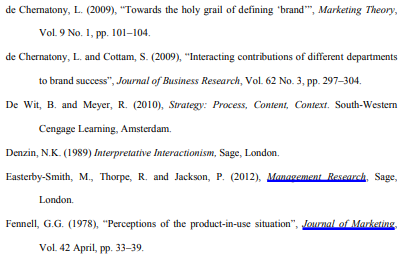 de Chernatony, L. (2009), “Towards the holy grail of defining ‘brand’”, Marketing Theory,
Vol. 9 No. 1, pp. 101–104.
de Chernatony, L. and Cottam, S. (2009), “Interacting contributions of different departments
to brand success”, Journal of Business Research, Vol. 62 No. 3, pp. 297–304.
De Wit, B. and Meyer, R. (2010), Strategy: Process, Content, Context. South-Western
Cengage Learning, Amsterdam.
Denzin, N.K. (1989) Interpretative Interactionism, Sage, London.
Easterby-Smith, M., Thorpe, R. and Jackson, P. (2012), Management Research, Sage,
London.
Fennell, G.G. (1978), “Perceptions of the product-in-use situation”, Journal of Marketing,
Vol. 42 April, pp. 33–39.